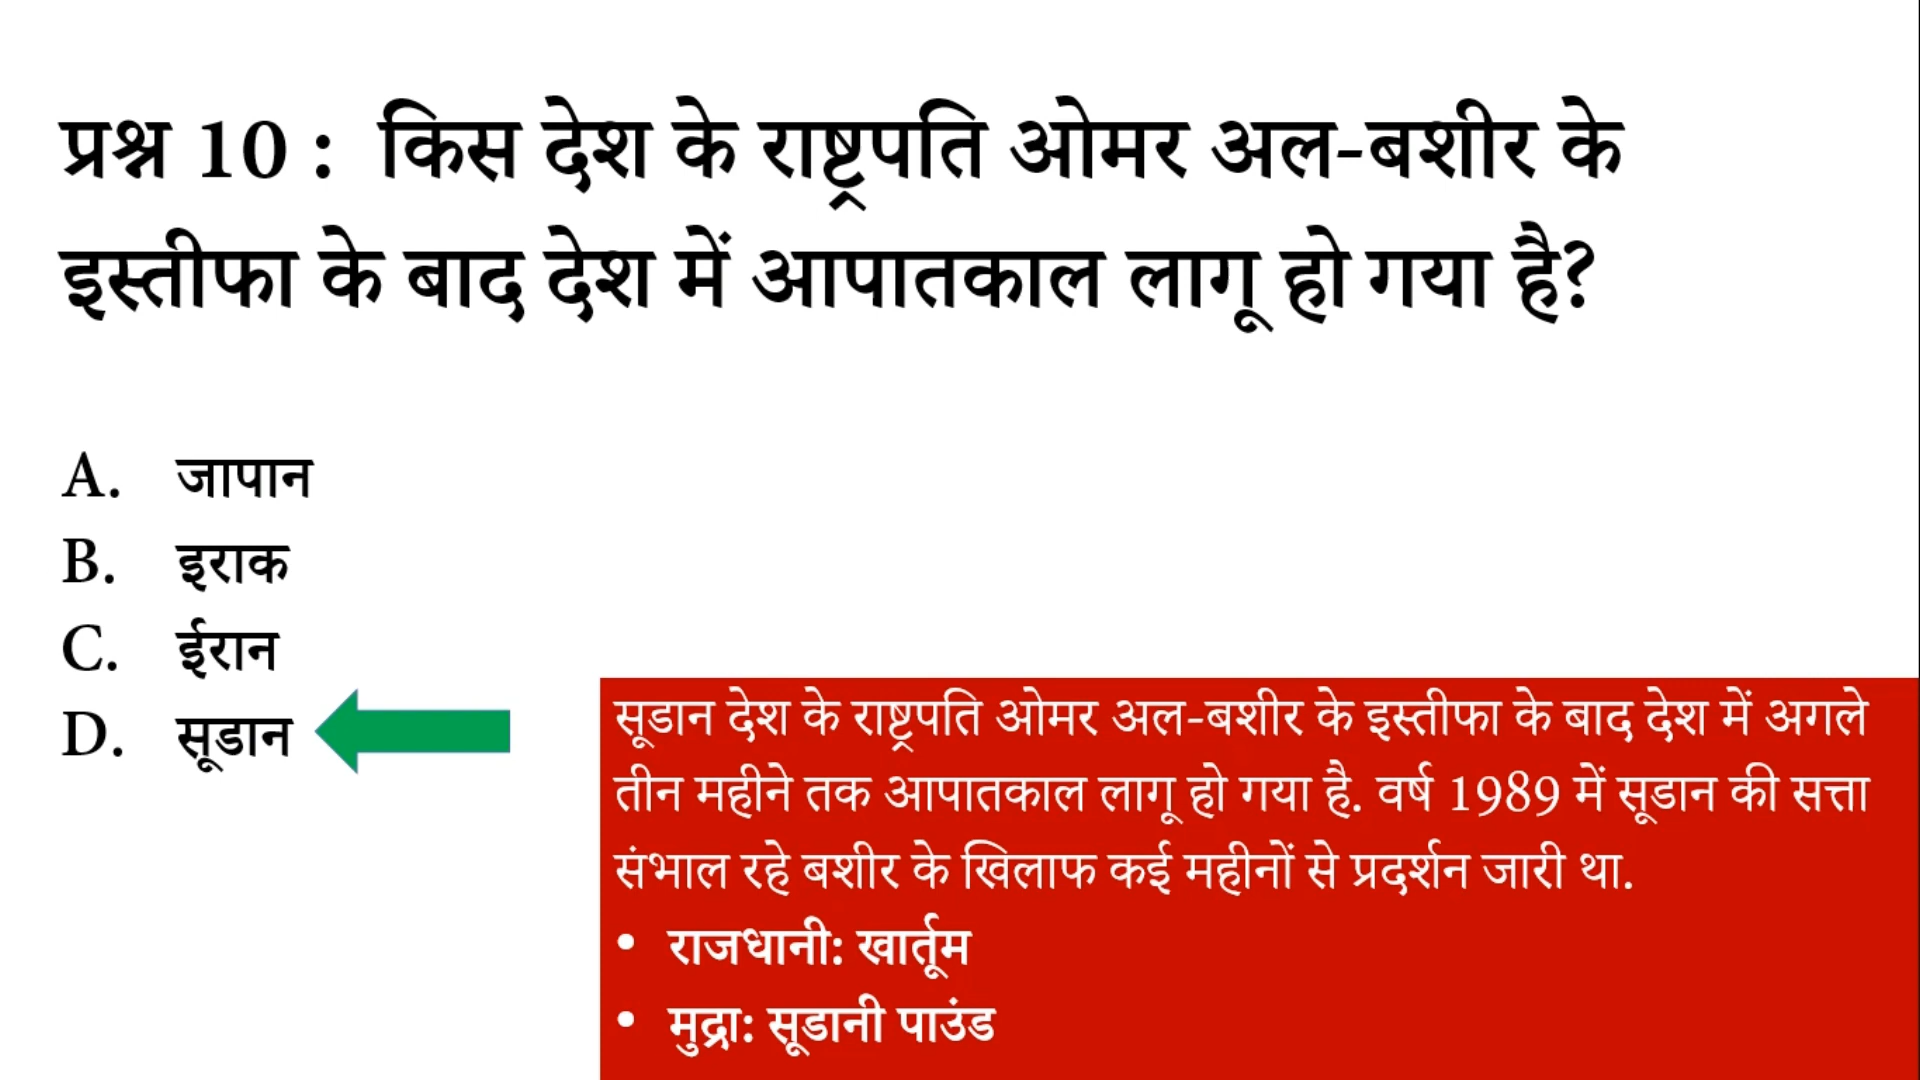 प्रश्न 10 : किस देश के राष्ट्रपति ओमर अल-बशीर के
इस्तीफा के बाद देश में आपातकाल लागू हो गया है?
A. जापान
B. इराक
C. ईरान
D. सूडान
सूडान देश के राष्ट्रपति ओमर अल-बशीर के इस्तीफा के बाद देश में अगले
तीन महीने तक आपातकाल लागू हो गया है. वर्ष 1989 में सूडान की सत्ता
संभाल रहे बशीर के खिलाफ कई महीनों से प्रदर्शन जारी था.
• राजधानी: खार्तूम
• मुद्रा: सूडानी पाउंड